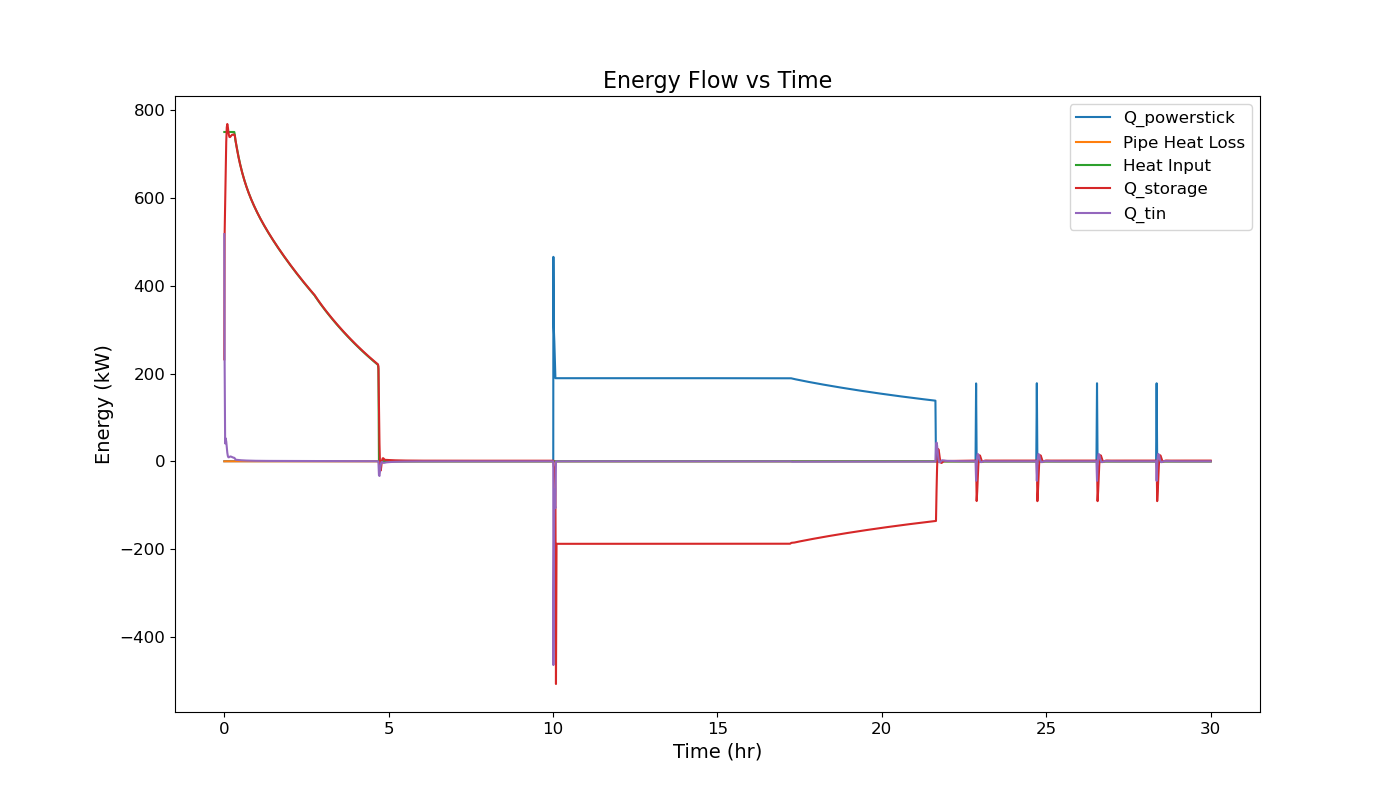 Energy Flow vs Time
800
600
400
200
0
−200
−400
Energy (kW)
0 5 10 15 20 25 30
Time (hr)
Q_powerstick
Pipe Heat Loss
Heat Input
Q_storage
Q_tin